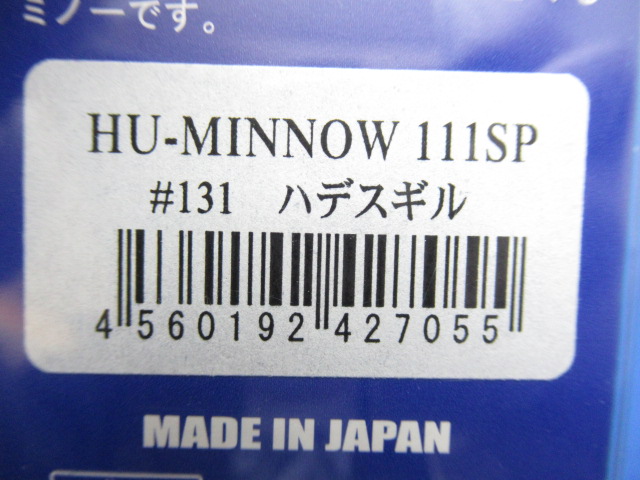 ミノーです。
HU-MINNOW 111SP
#131 ハデスギル
4 560192 427055
MADE IN JAPAN